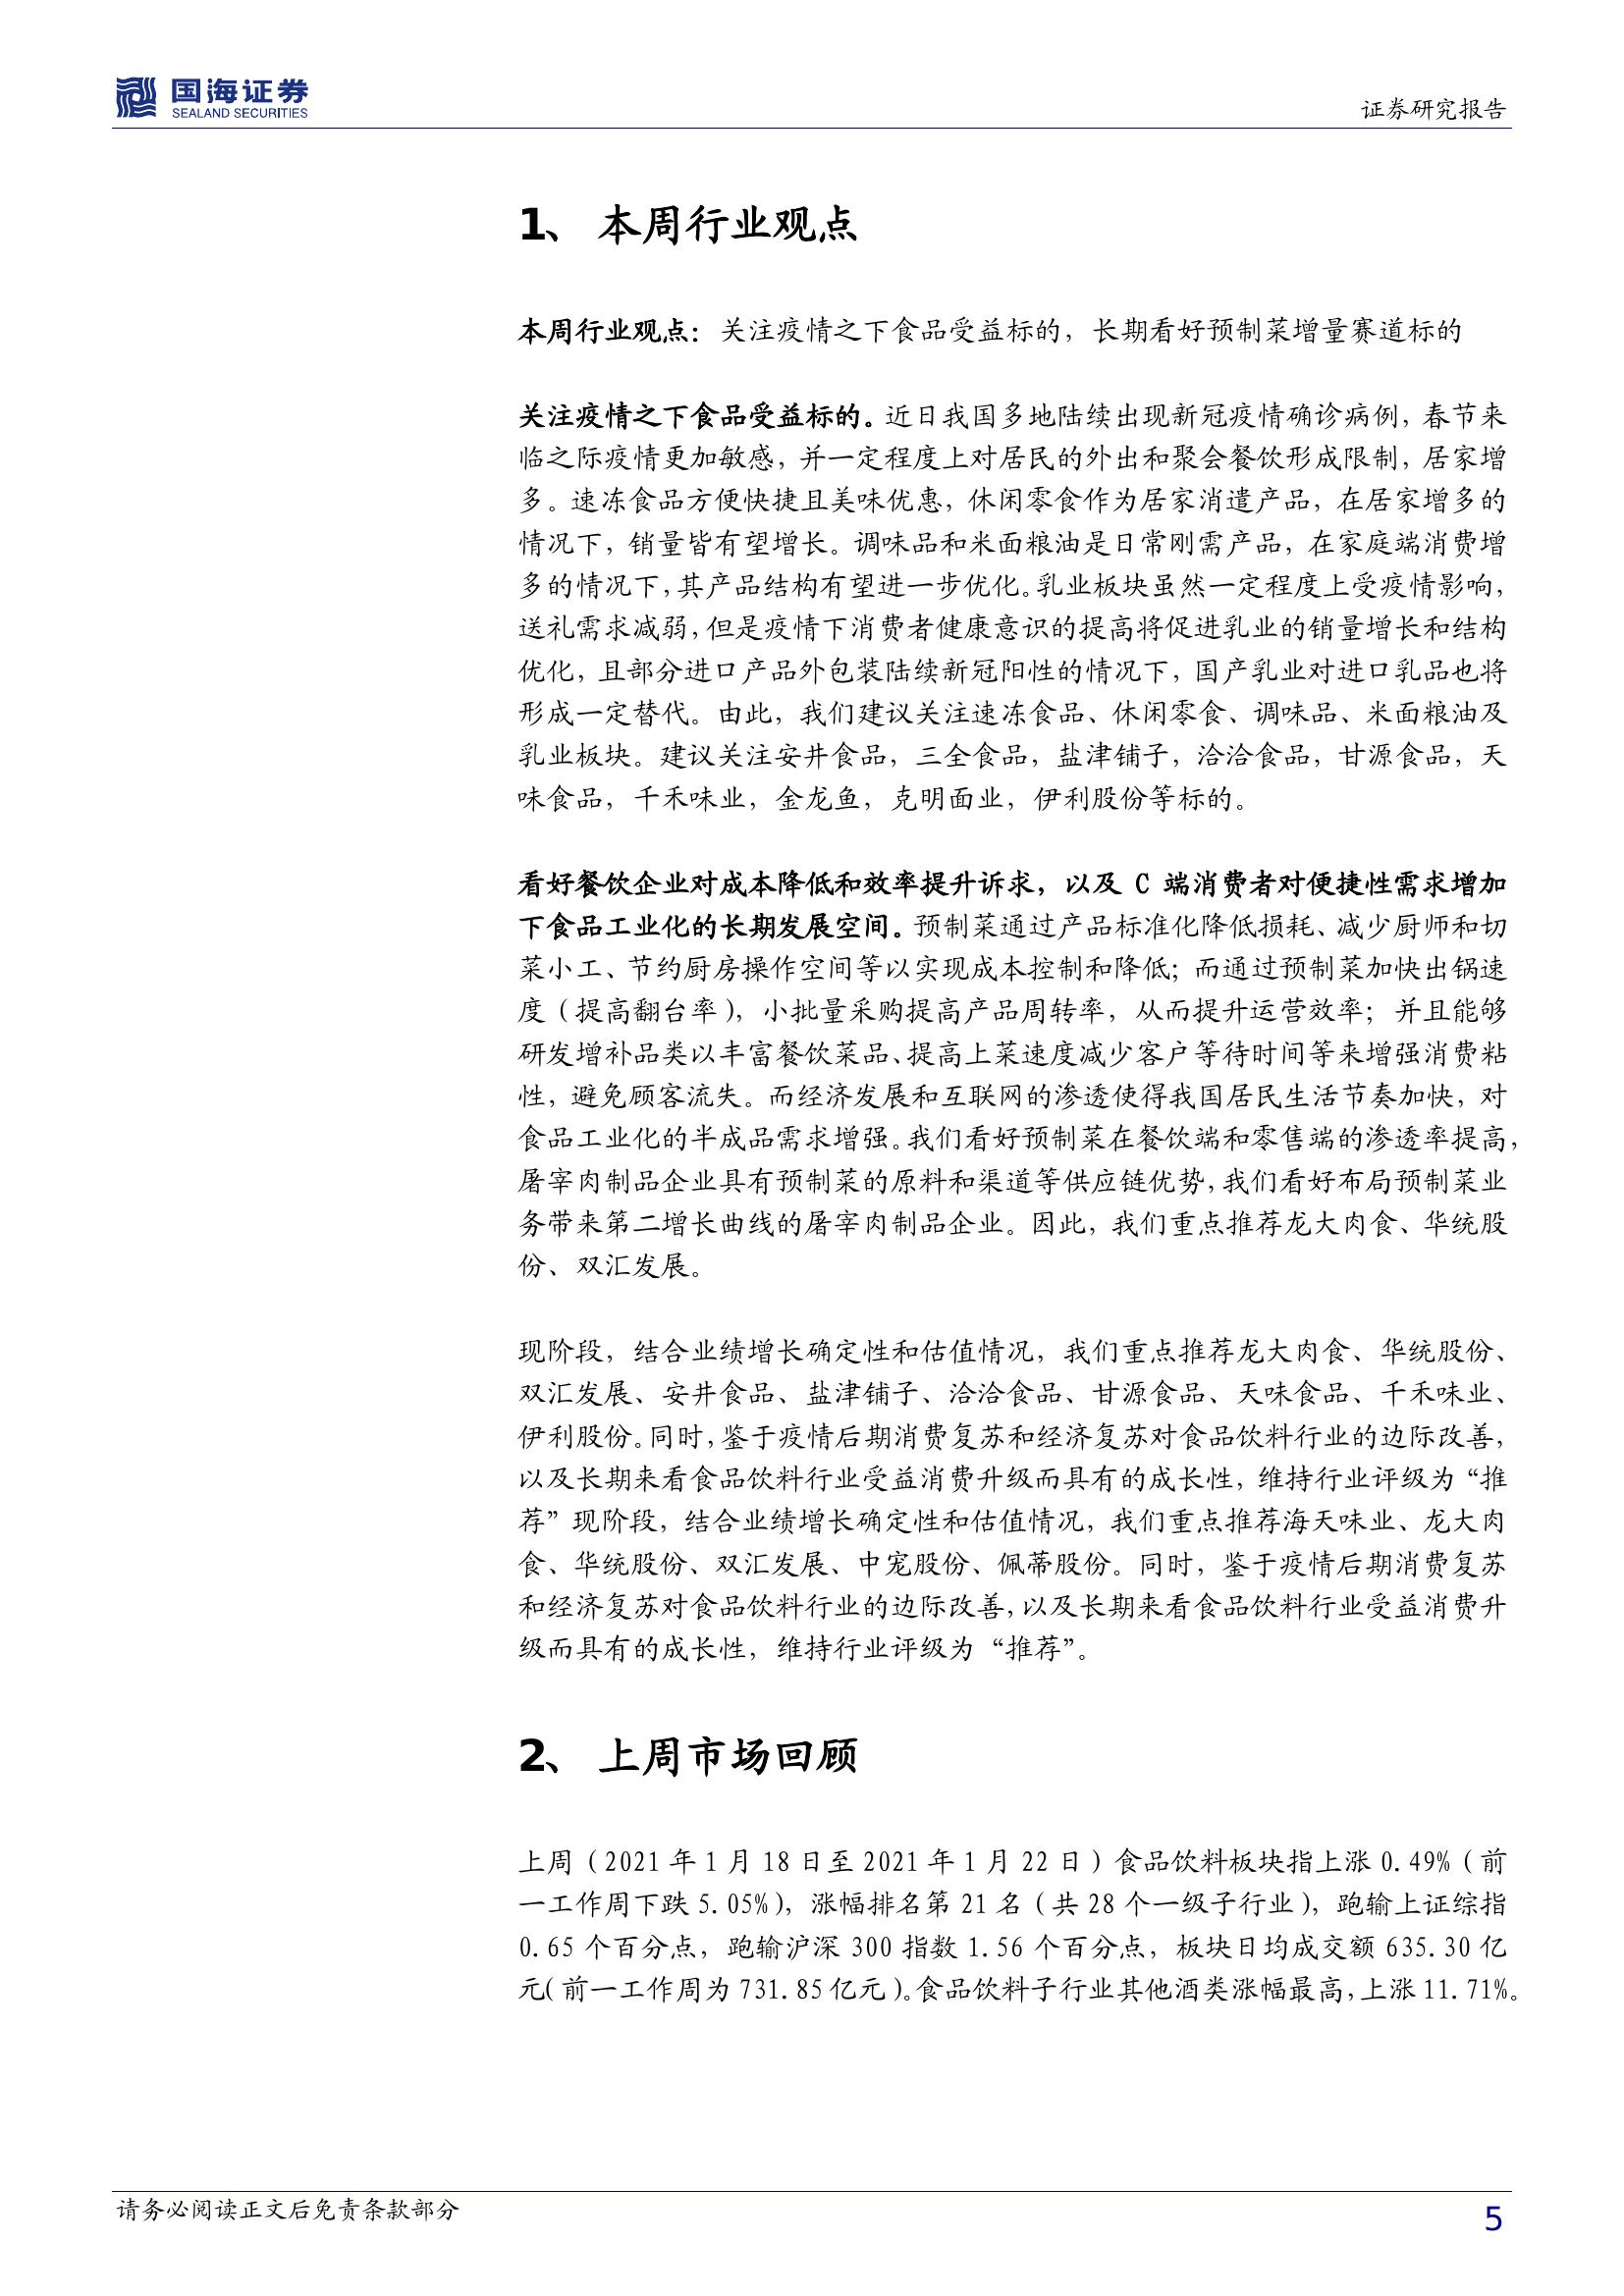 国海证券
SEALAND SECURITIES
证券研究报告
1、 本周行业观点
本周行业观点：关注疫情之下食品受益标的，长期看好预制菜增量赛道标的
关注疫情之下食品受益标的。近日我国多地陆续出现新冠疫情确诊病例，春节来
临之际疫情更加敏感，并一定程度上对居民的外出和聚会餐饮形成限制，居家增
多。速冻食品方便快捷且美味优惠，休闲零食作为居家消遣产品，在居家增多的
情况下，销量皆有望增长。调味品和米面粮油是日常刚需产品，在家庭端消费增
多的情况下，其产品结构有望进一步优化。乳业板块虽然一定程度上受疫情影响，
送礼需求减弱，但是疫情下消费者健康意识的提高将促进乳业的销量增长和结构
优化，且部分进口产品外包装陆续新冠阳性的情况下，国产乳业对进口乳品也将
形成一定替代。由此，我们建议关注速冻食品、休闲零食、调味品、米面粮油及
乳业板块。建议关注安井食品，三全食品，盐津铺子，洽洽食品，甘源食品，天
味食品，千禾味业，金龙鱼，克明面业，伊利股份等标的。
看好餐饮企业对成本降低和效率提升诉求，以及 C 端消费者对便捷性需求增加
下食品工业化的长期发展空间。预制菜通过产品标准化降低损耗、减少厨师和切
菜小工、节约厨房操作空间等以实现成本控制和降低；而通过预制菜加快出锅速
度（提高翻台率），小批量采购提高产品周转率，从而提升运营效率；并且能够
研发增补品类以丰富餐饮菜品、提高上菜速度减少客户等待时间等来增强消费粘
性，避免顾客流失。而经济发展和互联网的渗透使得我国居民生活节奏加快，对
食品工业化的半成品需求增强。我们看好预制菜在餐饮端和零售端的渗透率提高，
屠宰肉制品企业具有预制菜的原料和渠道等供应链优势，我们看好布局预制菜业
务带来第二增长曲线的屠宰肉制品企业。因此，我们重点推荐龙大肉食、华统股
份、双汇发展。
现阶段，结合业绩增长确定性和估值情况，我们重点推荐龙大肉食、华统股份、
双汇发展、安井食品、盐津铺子、洽洽食品、甘源食品、天味食品、千禾味业、
伊利股份。同时，鉴于疫情后期消费复苏和经济复苏对食品饮料行业的边际改善，
以及长期来看食品饮料行业受益消费升级而具有的成长性，维持行业评级为“推
荐”现阶段，结合业绩增长确定性和估值情况，我们重点推荐海天味业、龙大肉
食、华统股份、双汇发展、中宠股份、佩蒂股份。同时，鉴于疫情后期消费复苏
和经济复苏对食品饮料行业的边际改善，以及长期来看食品饮料行业受益消费升
级而具有的成长性，维持行业评级为“推荐”。
2、 上周市场回顾
上周（2021 年 1 月 18 日至 2021 年 1 月 22 日）食品饮料板块指上涨 0.49%（前
一工作周下跌 5.05%），涨幅排名第 21 名（共 28 个一级子行业），跑输上证综指
0.65 个百分点，跑输沪深 300 指数 1.56 个百分点，板块日均成交额 635.30 亿
元（前一工作周为 731.85 亿元）。食品饮料子行业其他酒类涨幅最高，上涨 11.71%。
请务必阅读正文后免责条款部分
5